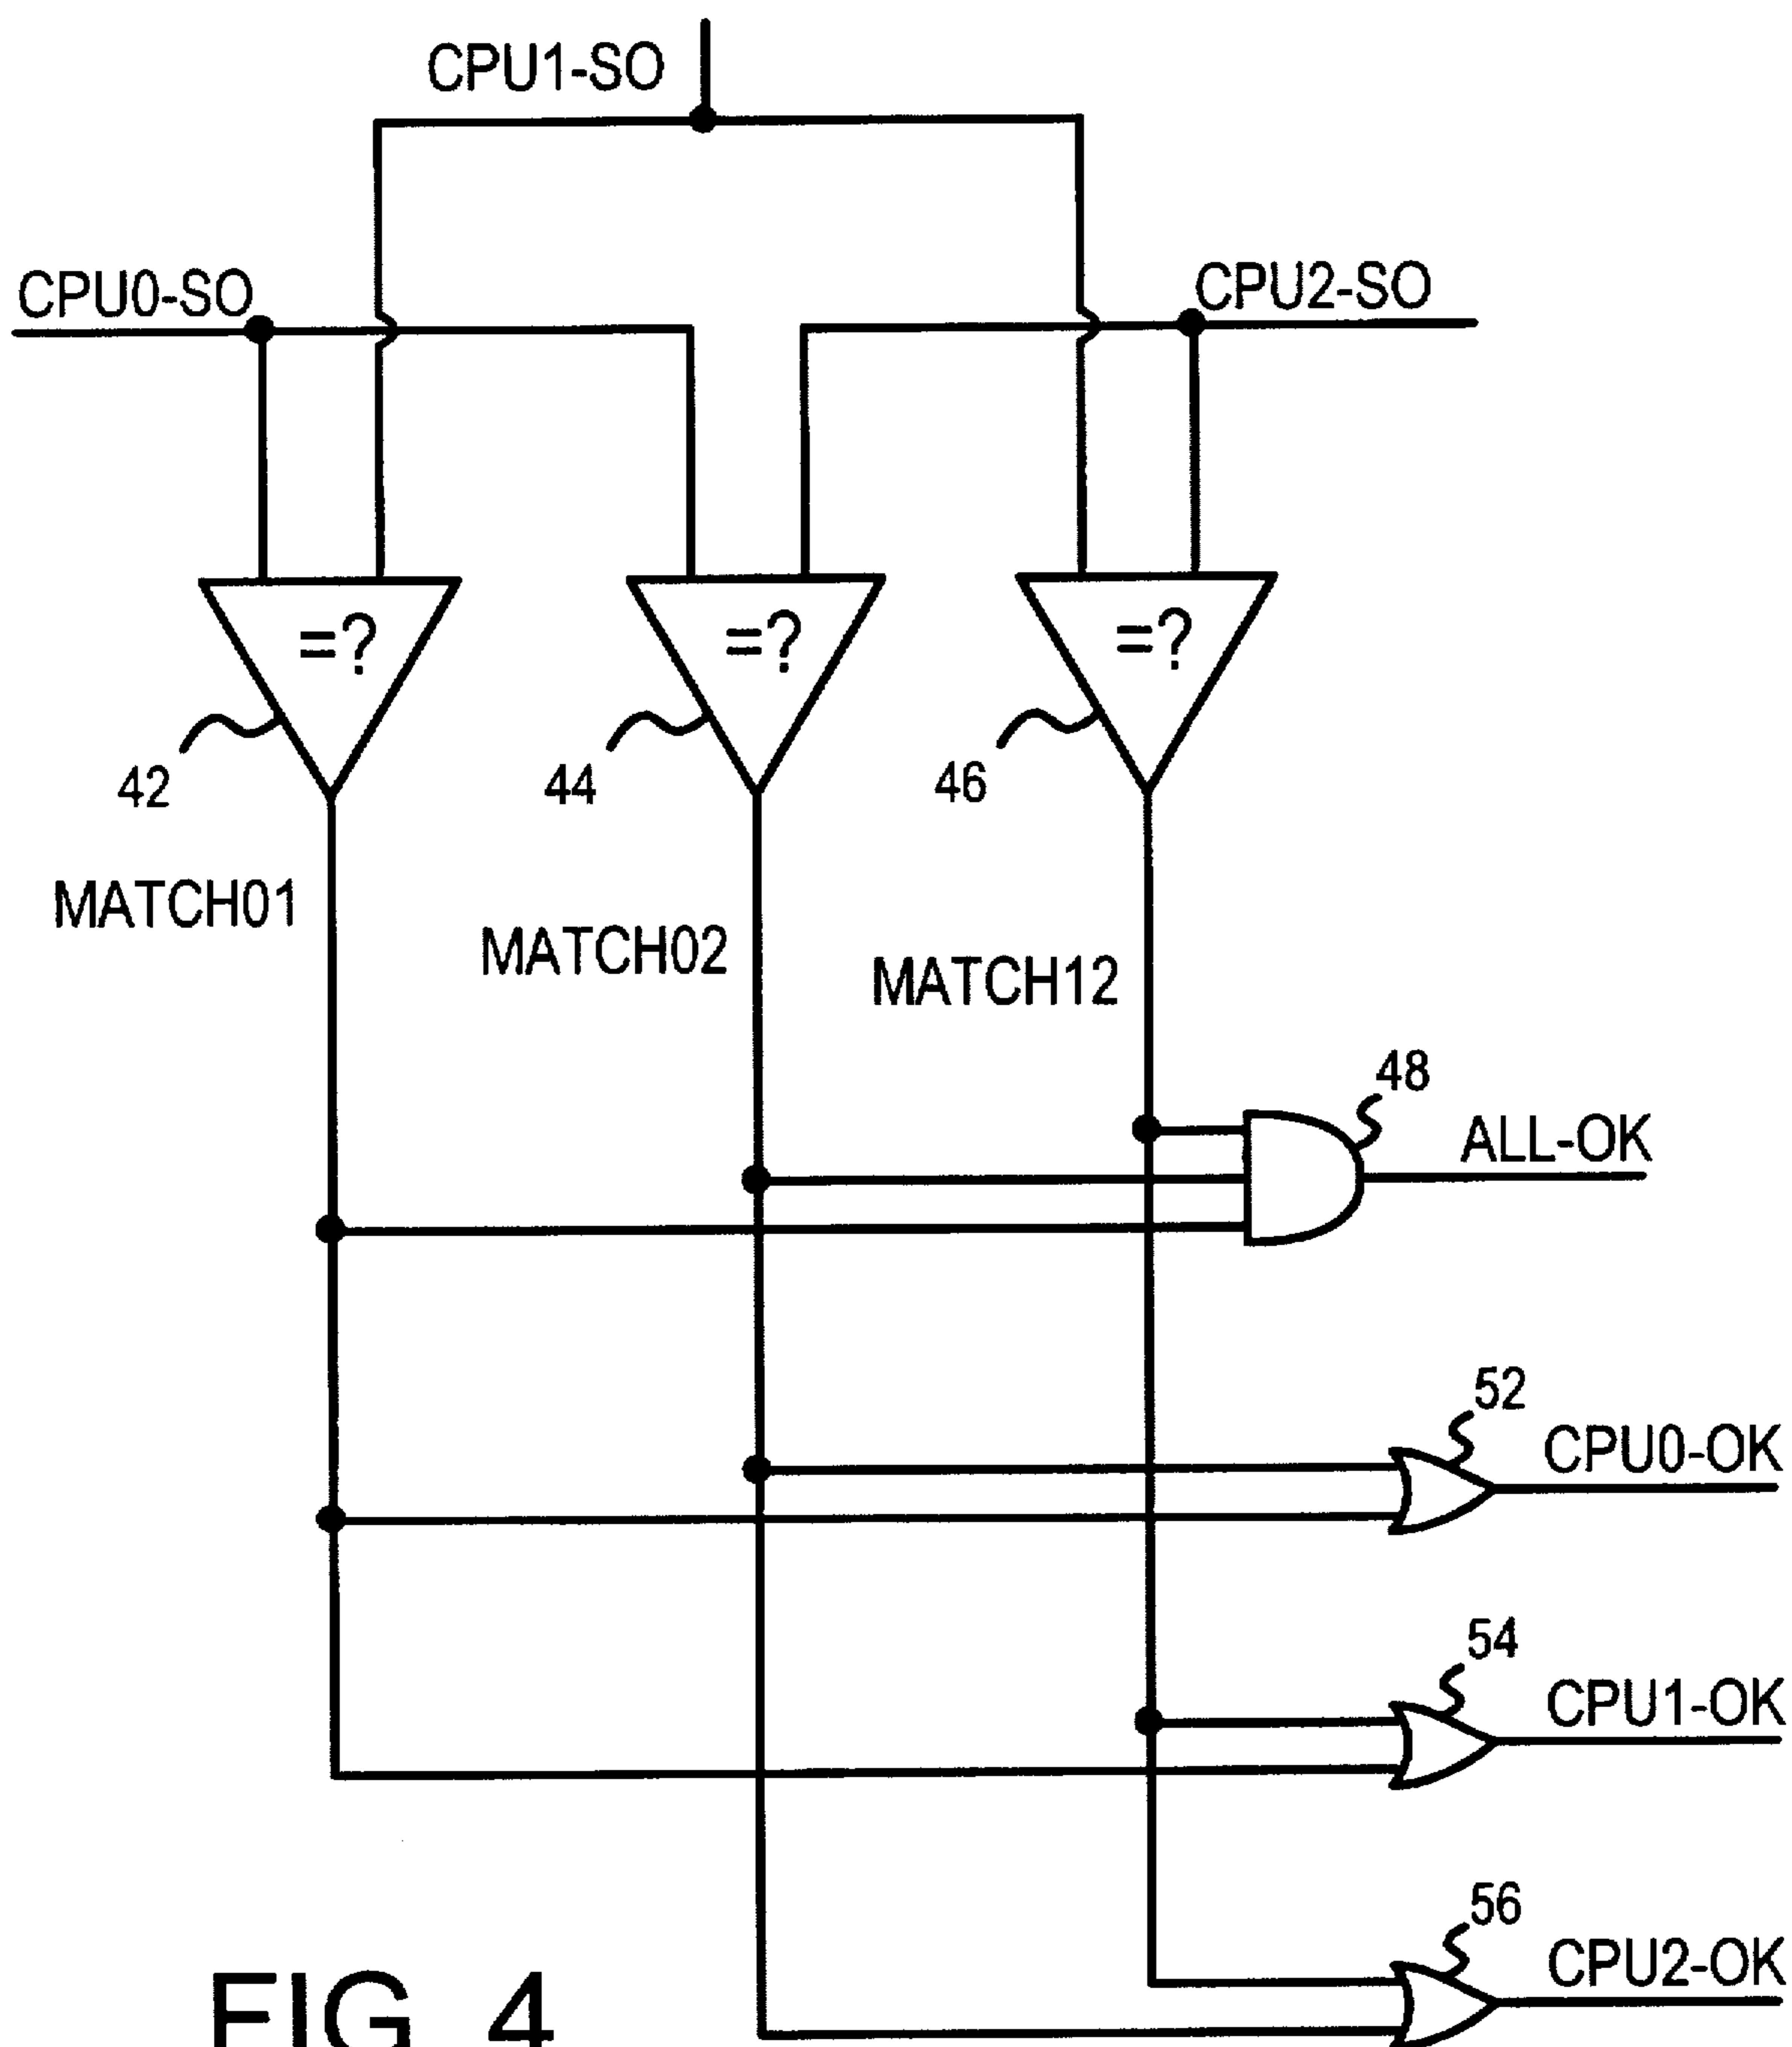 CPU1-SO
CPU0-SO
CPU2-SO
=?
=?
=?
42
44
46
MATCH01
MATCH02
MATCH12
48
ALL-OK
52
CPU0-OK
54
CPU1-OK
56
CPU2-OK
FIG. 4